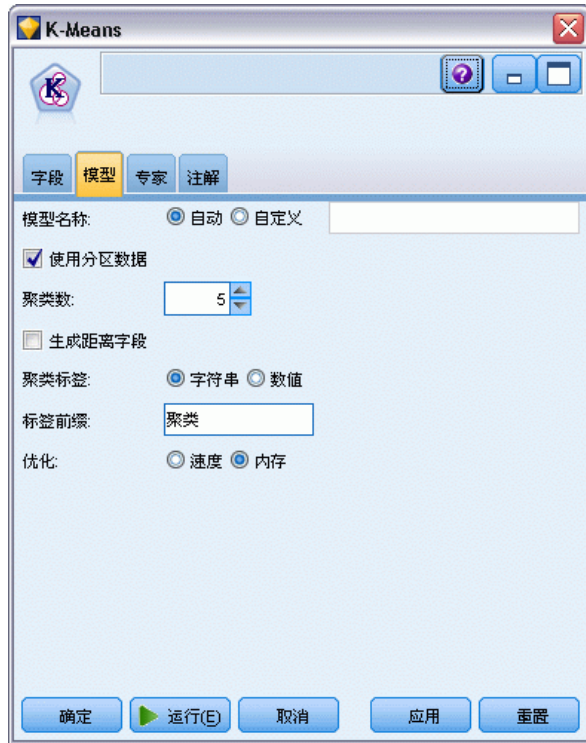 K-Means
K
字段 模型 专家 注解
模型名称: 自动 自定义
使用分区数据
聚类数: 5
生成距离字段
聚类标签: 字符串 数值
标签前缀: 聚类
优化: 速度 内存
确定 运行(E) 取消 应用 重置